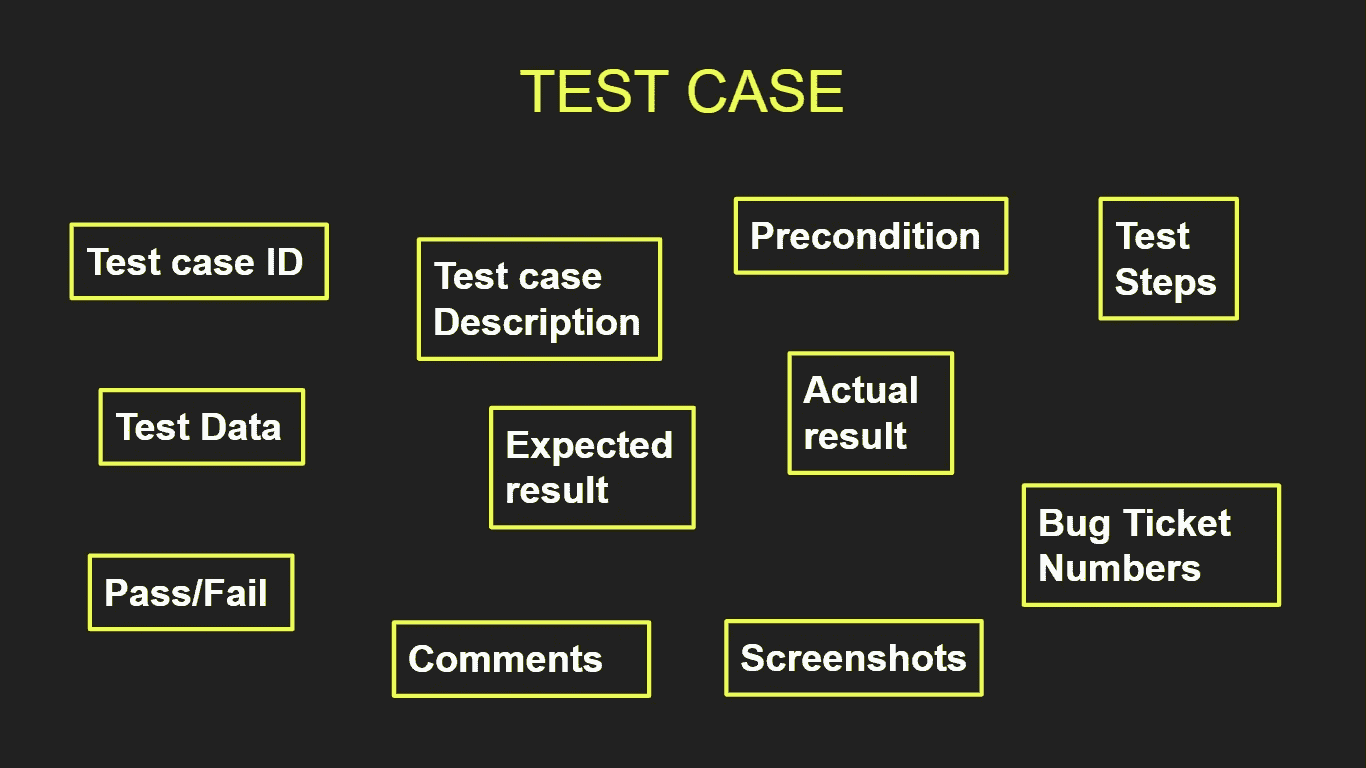 TEST CASE
Test case ID
Test case
Description
Precondition
Test
Steps
Test Data
Expected
result
Actual
result
Bug Ticket
Numbers
Pass/Fail
Comments
Screenshots